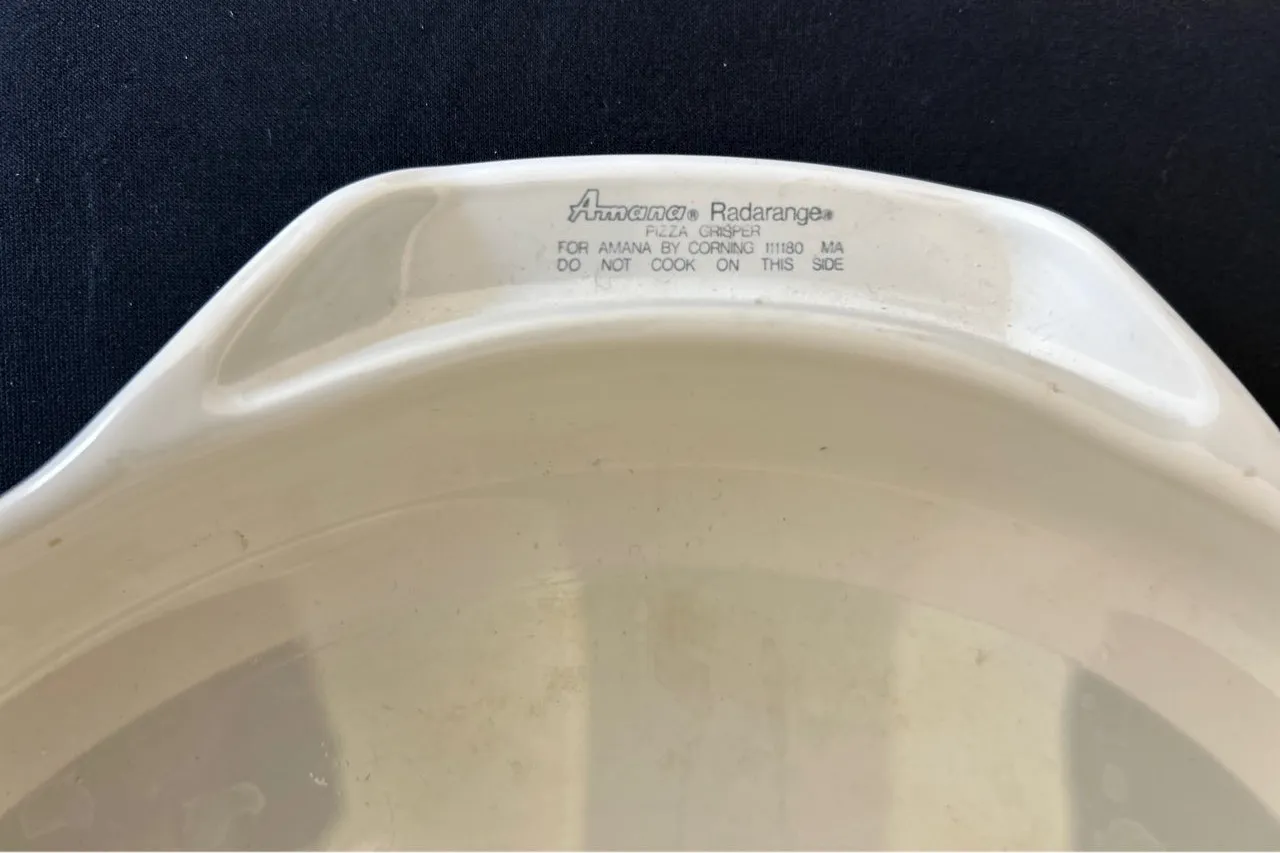 Amana® Radarange®
PIZZA CRISPER
FOR AMANA BY CORNING 111180 MA
DO NOT COOK ON THIS SIDE